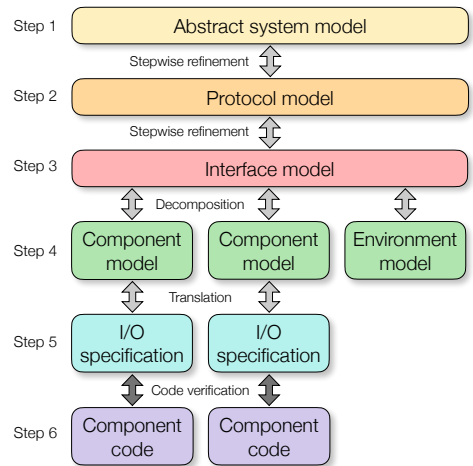 Step 1 Abstract system model
Stepwise refinement
Step 2 Protocol model
Stepwise refinement
Step 3 Interface model
Decomposition
Step 4 Component model Component model Environment model
Translation
Step 5 I/O specification I/O specification
Code verification
Step 6 Component code Component code